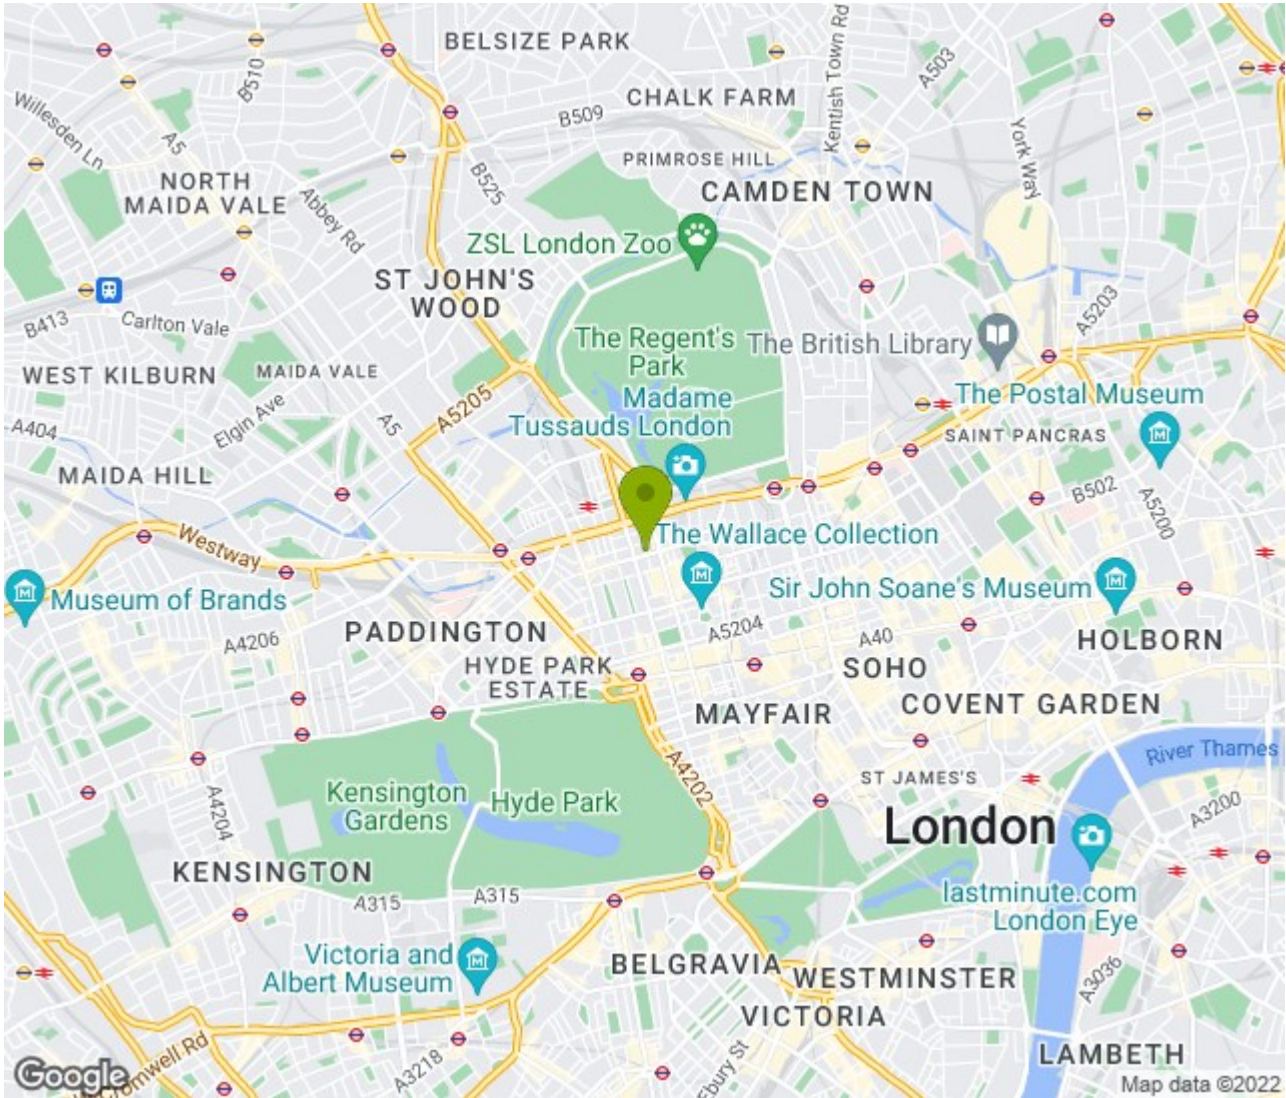 BELSIZE PARK
B510
Kentish Town Rd
A503
CHALK FARM
Willesden Ln
A5
B509
York Way
PRIMROSE HILL
B525
NORTH
MAIDA VALE
Abbey Rd
CAMDEN TOWN
ZSL London Zoo
ST JOHN'S
WOOD
B413
Carlton Vale
A5203
The Regent's
Park
The British Library
WEST KILBURN
MAIDA VALE
A5205
Madame
Tussauds London
The Postal Museum
Elgin Ave
A5
A404
SAINT PANCRAS
MAIDA HILL
B502
A5200
Westway
The Wallace Collection
Museum of Brands
Sir John Soane's Museum
A4206
PADDINGTON
A5204
A40
HOLBORN
HYDE PARK
ESTATE
SOHO
MAYFAIR
COVENT GARDEN
River Thames
A4202
ST JAMES'S
Kensington
Gardens
Hyde Park
A4204
A3200
London
KENSINGTON
A315
A315
lastminute.com
London Eye
Victoria and
Albert Museum
BELGRAVIA
WESTMINSTER
A3036
VICTORIA
Cromwell Rd
A3218
Ebury St
LAMBETH
Google
Map data ©2022